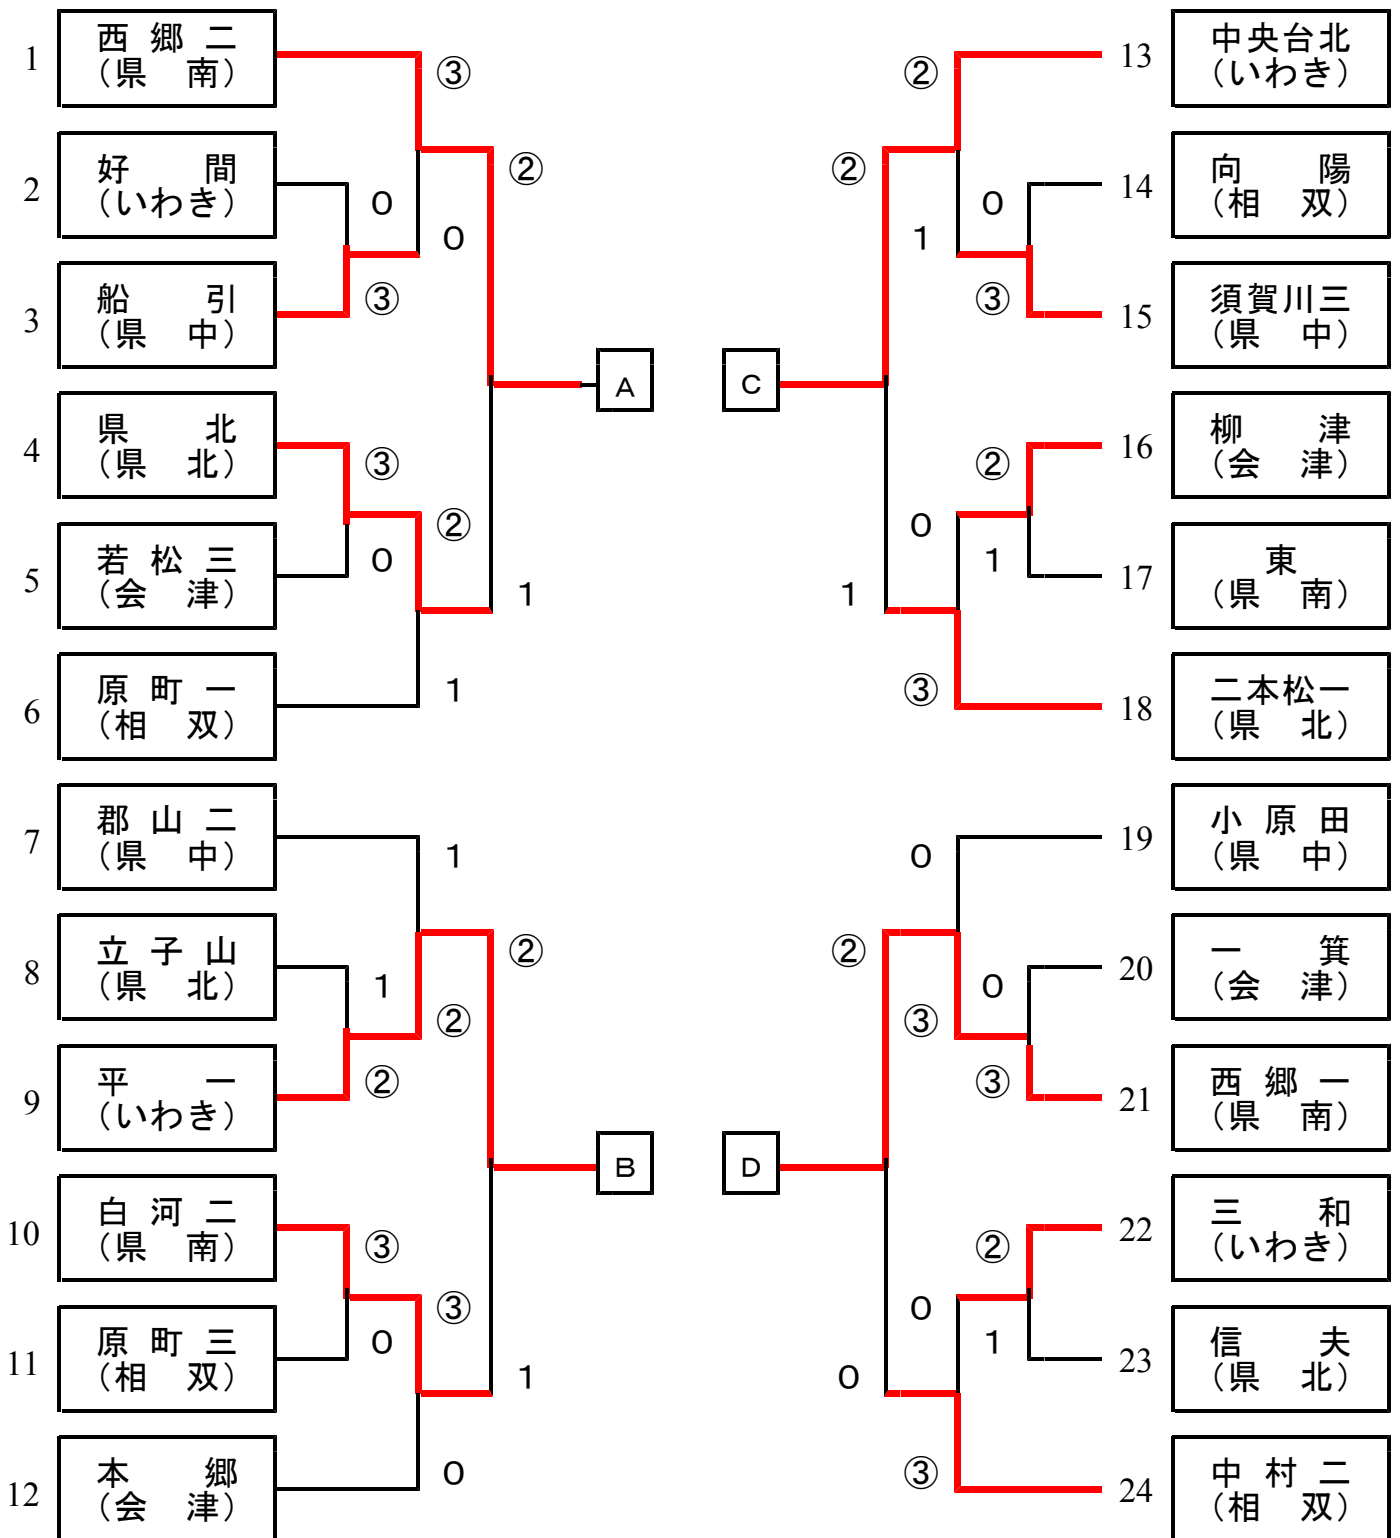 1
西 郷 二
（県　南）
2
好　　間
（いわき）
3
船　　引
（県　中）
4
県　　北
（県　北）
5
若 松 三
（会　津）
6
原 町 一
（相　双）
7
郡 山 二
（県　中）
8
立 子 山
（県　北）
9
平　　一
（いわき）
10
白 河 二
（県　南）
11
原 町 三
（相　双）
12
本　　郷
（会　津）
③
0
③
0
②
③
0
②
1
1
A
1
1
②
②
②
③
0
③
0
1
B
②
②
0
③
1
②
1
0
③
1
C
0
0
③
③
②
②
1
0
③
0
D
13
中央台北
（いわき）
14
向　　陽
（相　双）
15
須賀川三
（県　中）
16
柳　　津
（会　津）
17
東
（県　南）
18
二本松一
（県　北）
19
小 原 田
（県　中）
20
一　　箕
（会　津）
21
西 郷 一
（県　南）
22
三　　和
（いわき）
23
信　　夫
（県　北）
24
中 村 二
（相　双）